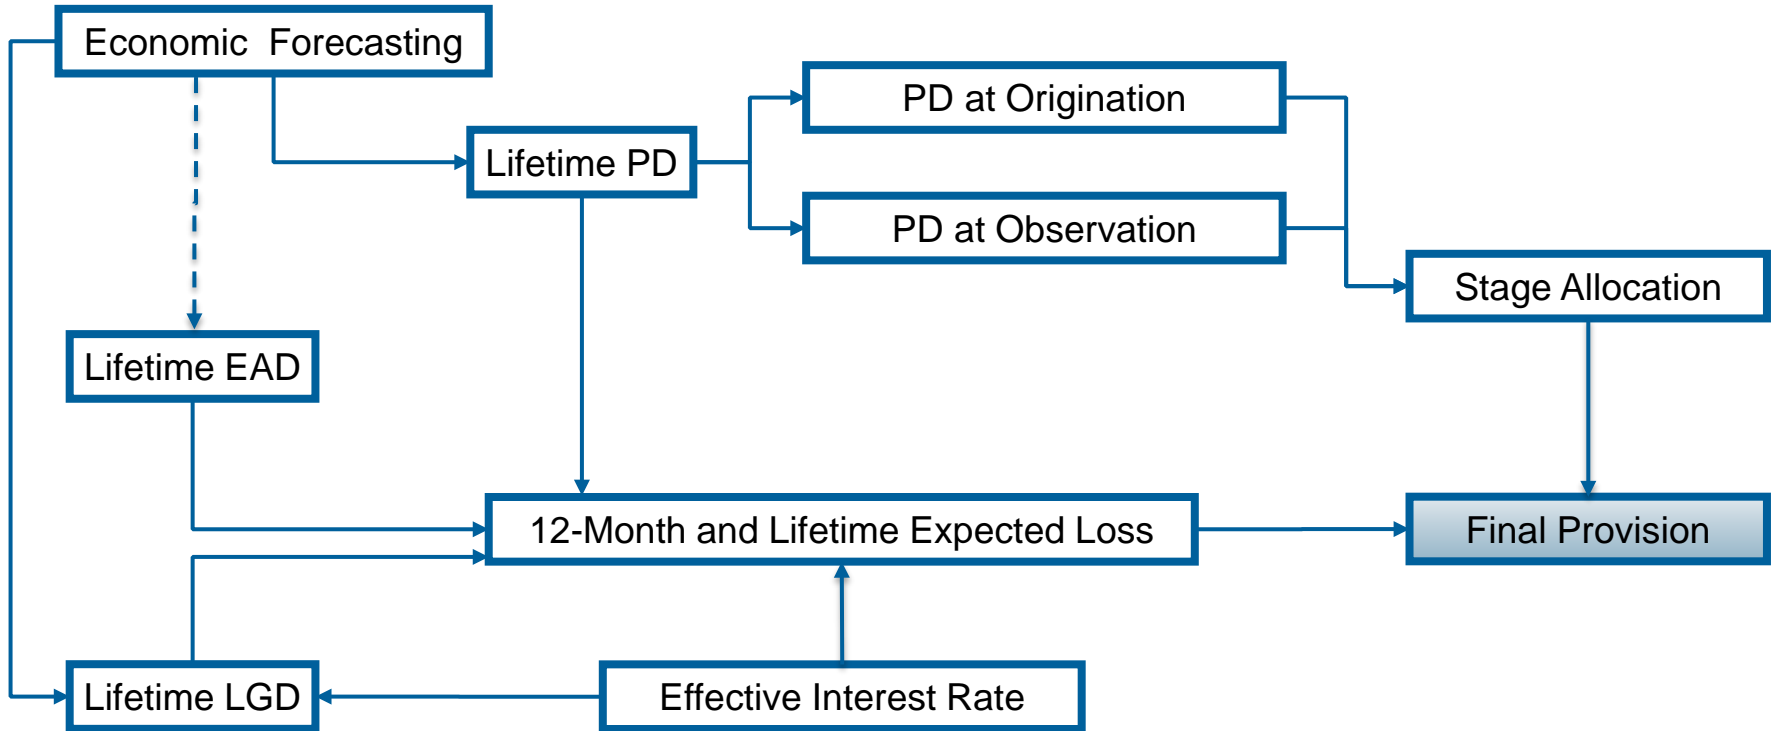 Economic Forecasting
PD at Origination
Lifetime PD
PD at Observation
Stage Allocation
Lifetime EAD
12-Month and Lifetime Expected Loss
Final Provision
Lifetime LGD
Effective Interest Rate